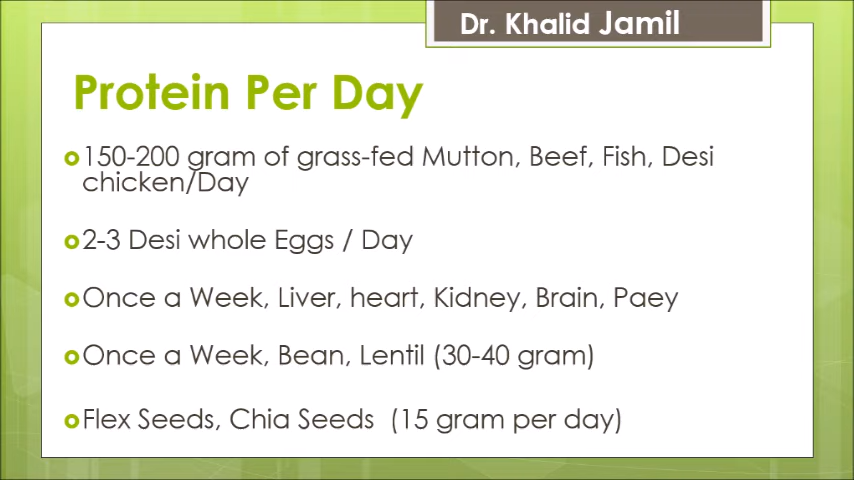 Dr. Khalid Jamil
Protein Per Day
150-200 gram of grass-fed Mutton, Beef, Fish, Desi
chicken/Day
2-3 Desi whole Eggs / Day
Once a Week, Liver, heart, Kidney, Brain, Paey
Once a Week, Bean, Lentil (30-40 gram)
Flex Seeds, Chia Seeds  (15 gram per day)